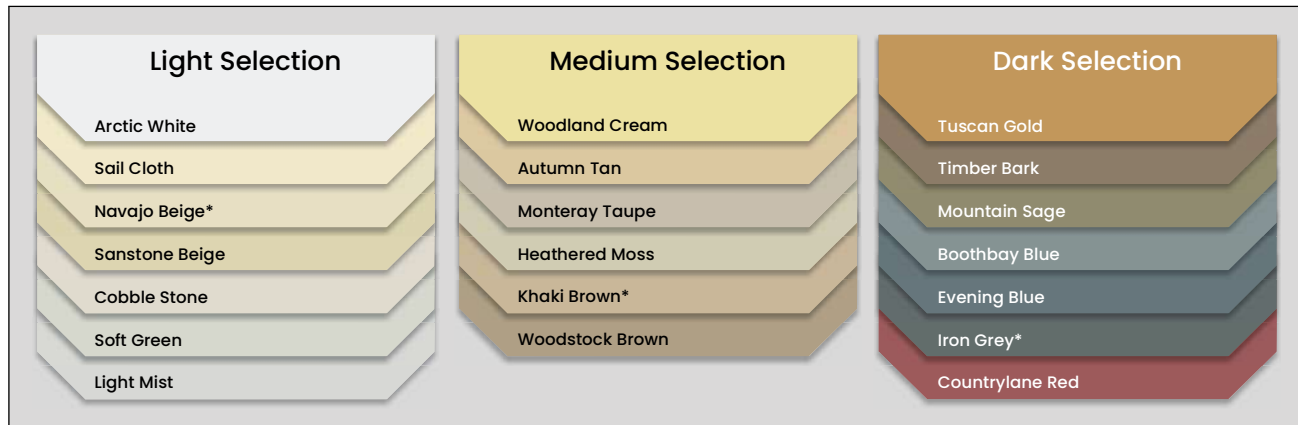 Light Selection
Arctic White
Sail Cloth
Navajo Beige*
Sanstone Beige
Cobble Stone
Soft Green
Light Mist
Medium Selection
Woodland Cream
Autumn Tan
Monteray Taupe
Heathered Moss
Khaki Brown*
Woodstock Brown
Dark Selection
Tuscan Gold
Timber Bark
Mountain Sage
Boothbay Blue
Evening Blue
Iron Grey*
Countrylane Red